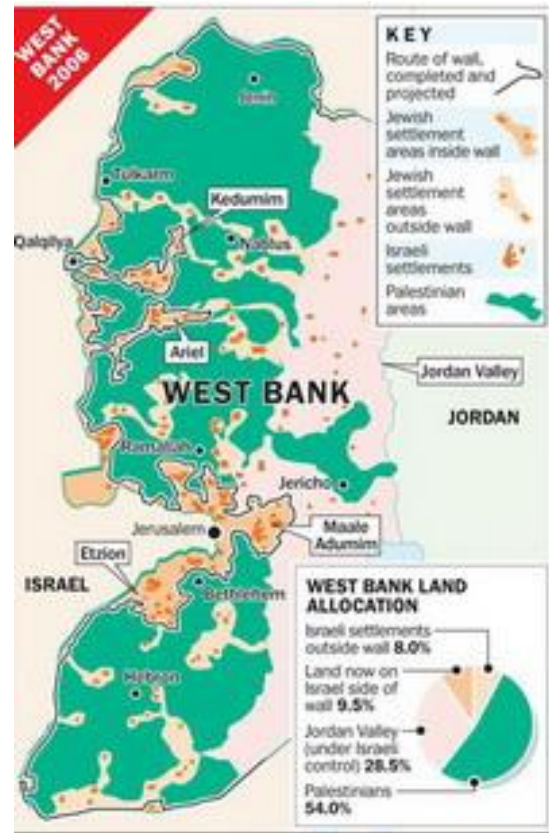 WEST
BANK
2006
KEY
Route of wall,
completed and
projected
Jewish
settlement
areas inside wall
Jewish
settlement
areas
outside wall
Israeli
settlements
Palestinian
areas
Jenin
Tulkarm
Kedumim
Qalqilya
Nablus
Ariel
WEST BANK
Jordan Valley
JORDAN
Ramallah
Jericho
Jerusalem
Maale
Adumim
Etzion
ISRAEL
Bethlehem
Hebron
WEST BANK LAND
ALLOCATION
Israeli settlements
outside wall 8.0%
Land now on
Israel side of
wall 9.5%
Jordan Valley
(under Israeli
control) 28.5%
Palestinians
54.0%